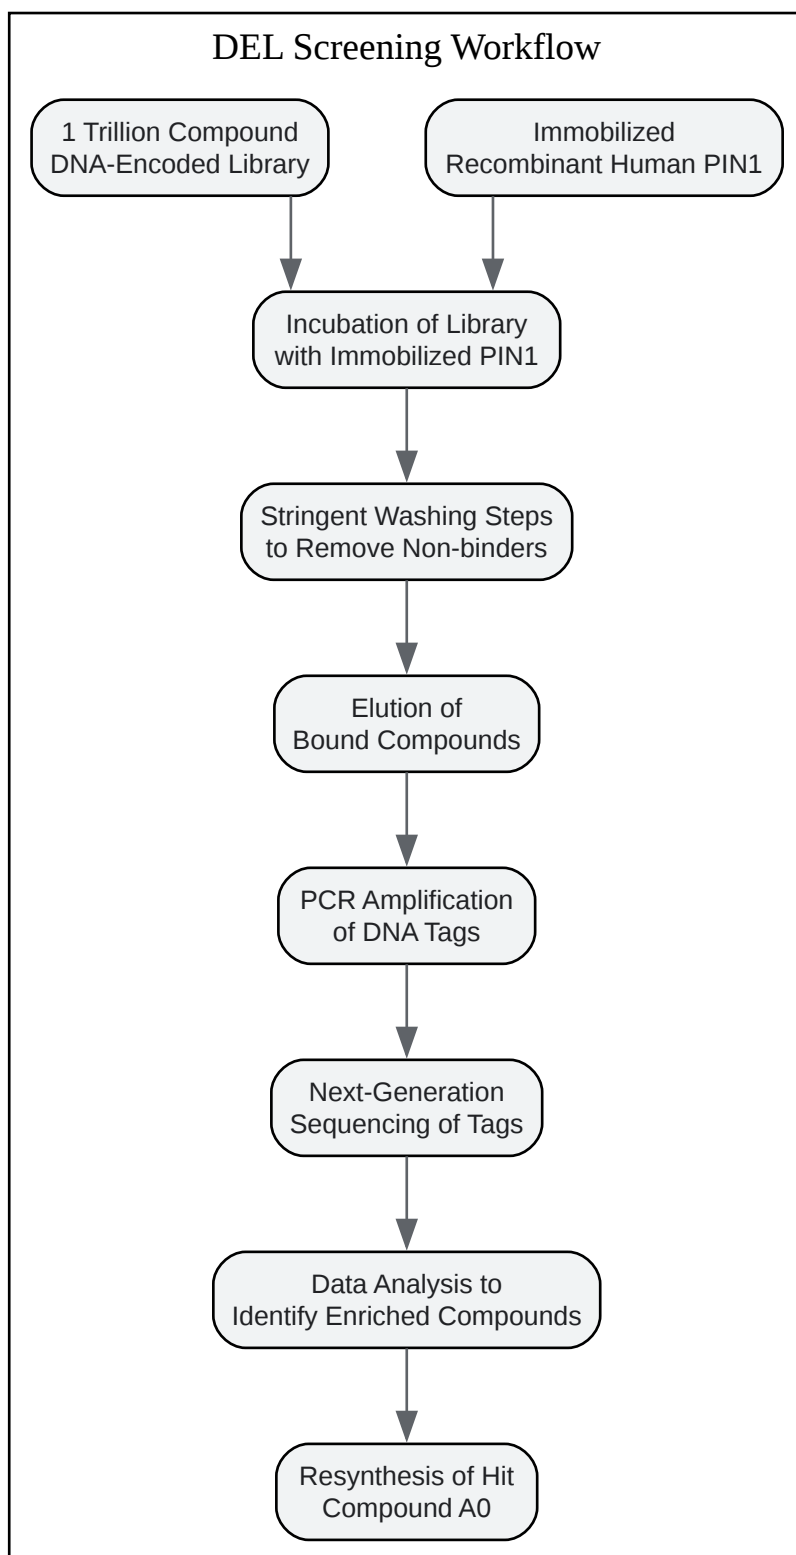 DEL Screening Workflow
1 Trillion Compound
DNA-Encoded Library
Immobilized
Recombinant Human PIN1
Incubation of Library
with Immobilized PIN1
Stringent Washing Steps
to Remove Non-binders
Elution of
Bound Compounds
PCR Amplification
of DNA Tags
Next-Generation
Sequencing of Tags
Data Analysis to
Identify Enriched Compounds
Resynthesis of Hit
Compound A0